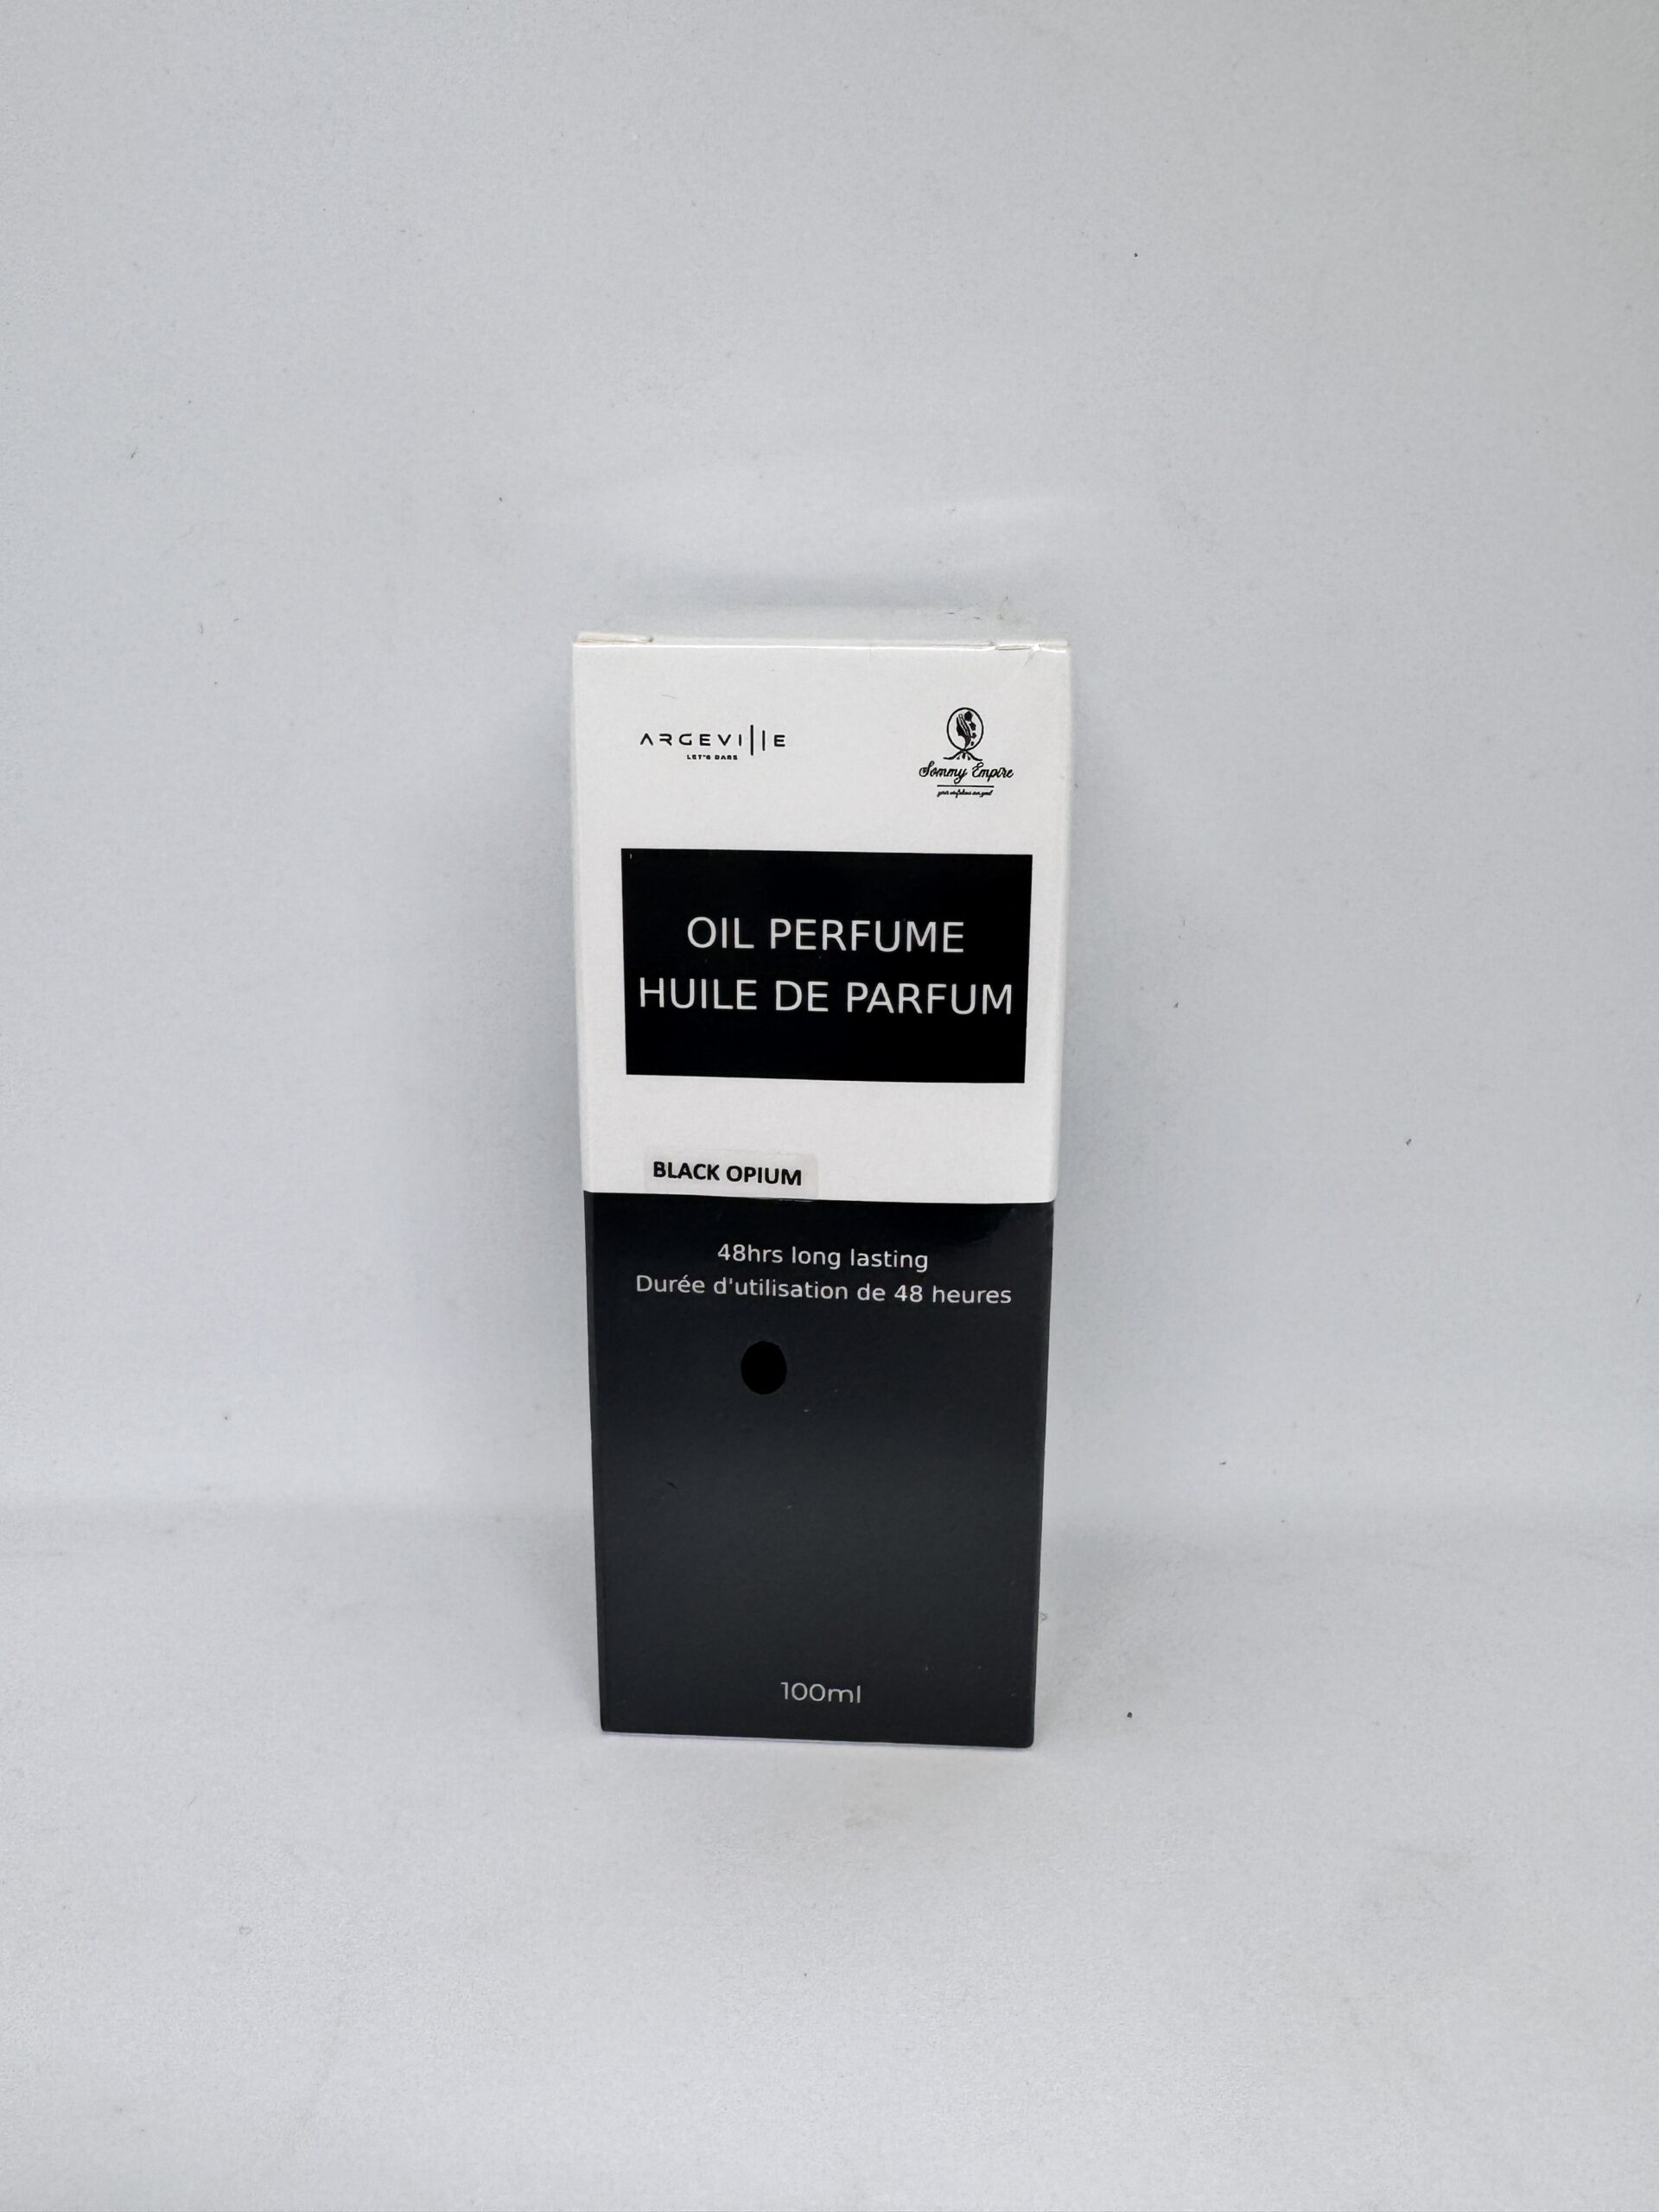 ARGEVILLE
LET'S DARE
Sommy Empire
OIL PERFUME
HUILE DE PARFUM
BLACK OPIUM
48hrs long lasting
Durée d'utilisation de 48 heures
100ml